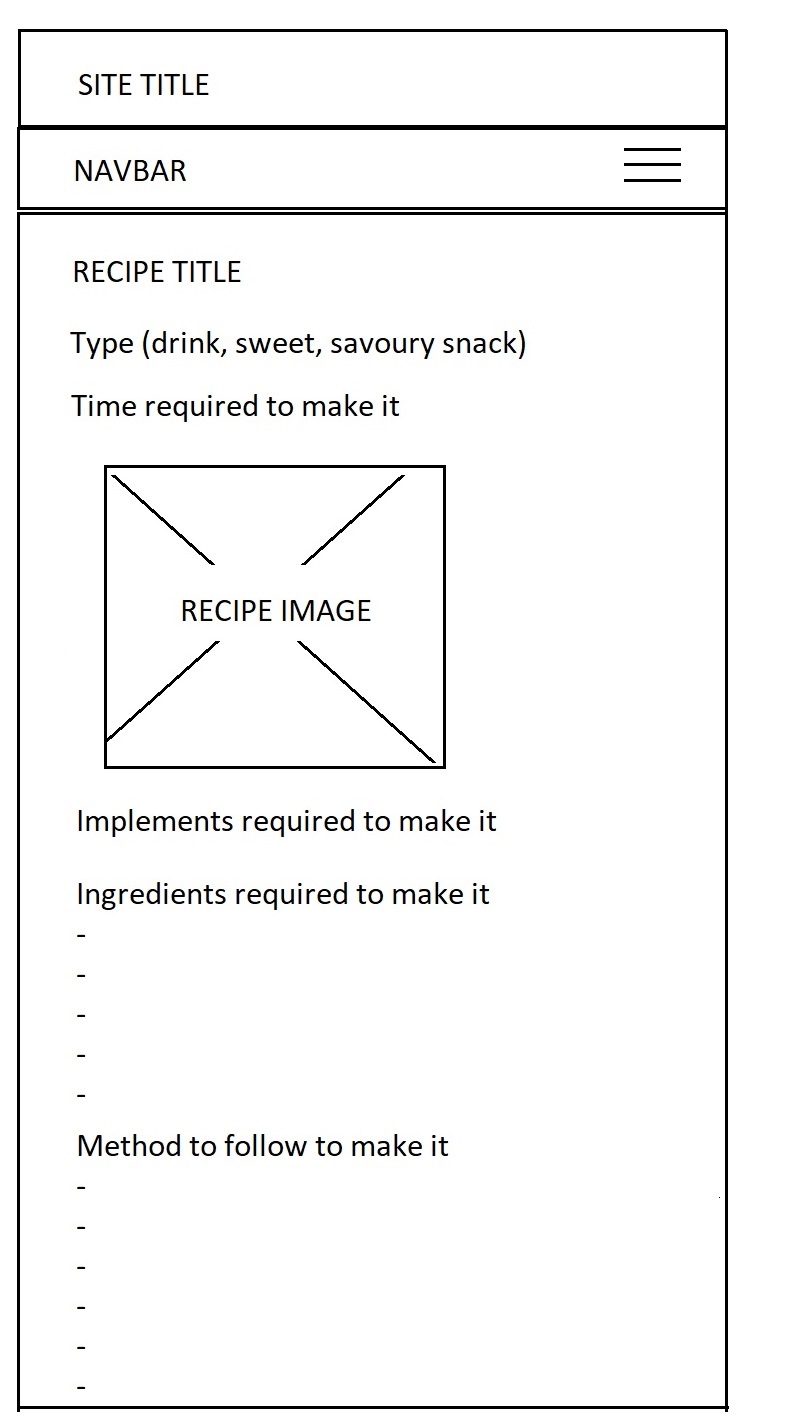 SITE TITLE
NAVBAR
RECIPE TITLE
Type (drink, sweet, savoury snack)
Time required to make it
RECIPE IMAGE
Implements required to make it
Ingredients required to make it
-
-
-
-
-
Method to follow to make it
-
-
-
-
-
-